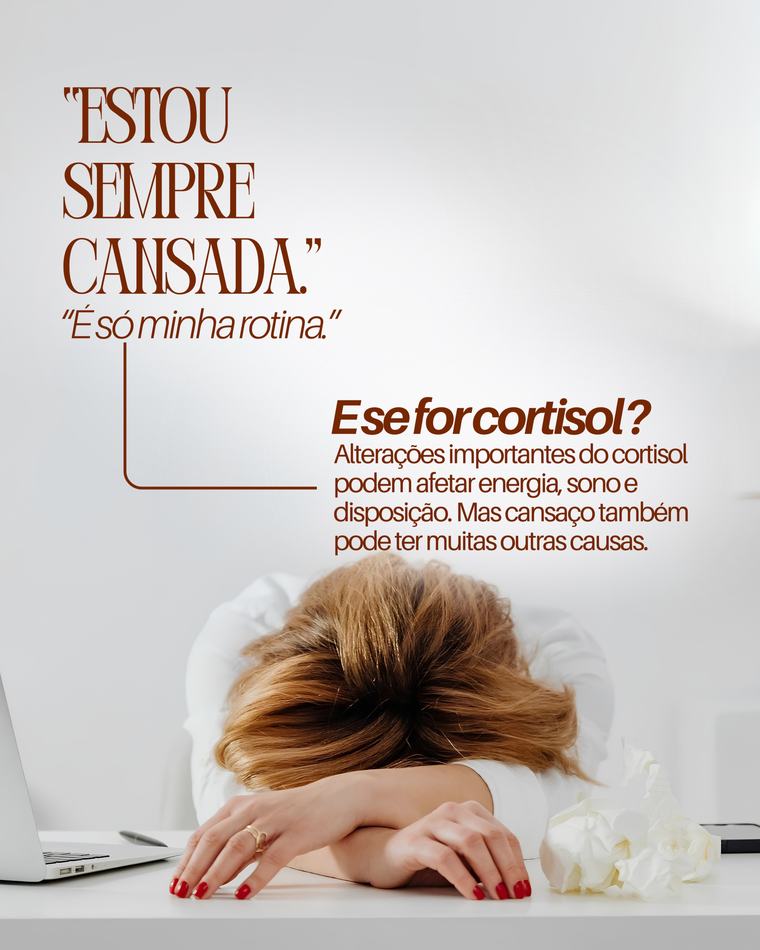 "ESTOU
SEMPRE
CANSADA."
"É só minha rotina."
E se for cortisol?
Alterações importantes do cortisol
podem afetar energia, sono e
disposição. Mas cansaço também
pode ter muitas outras causas.